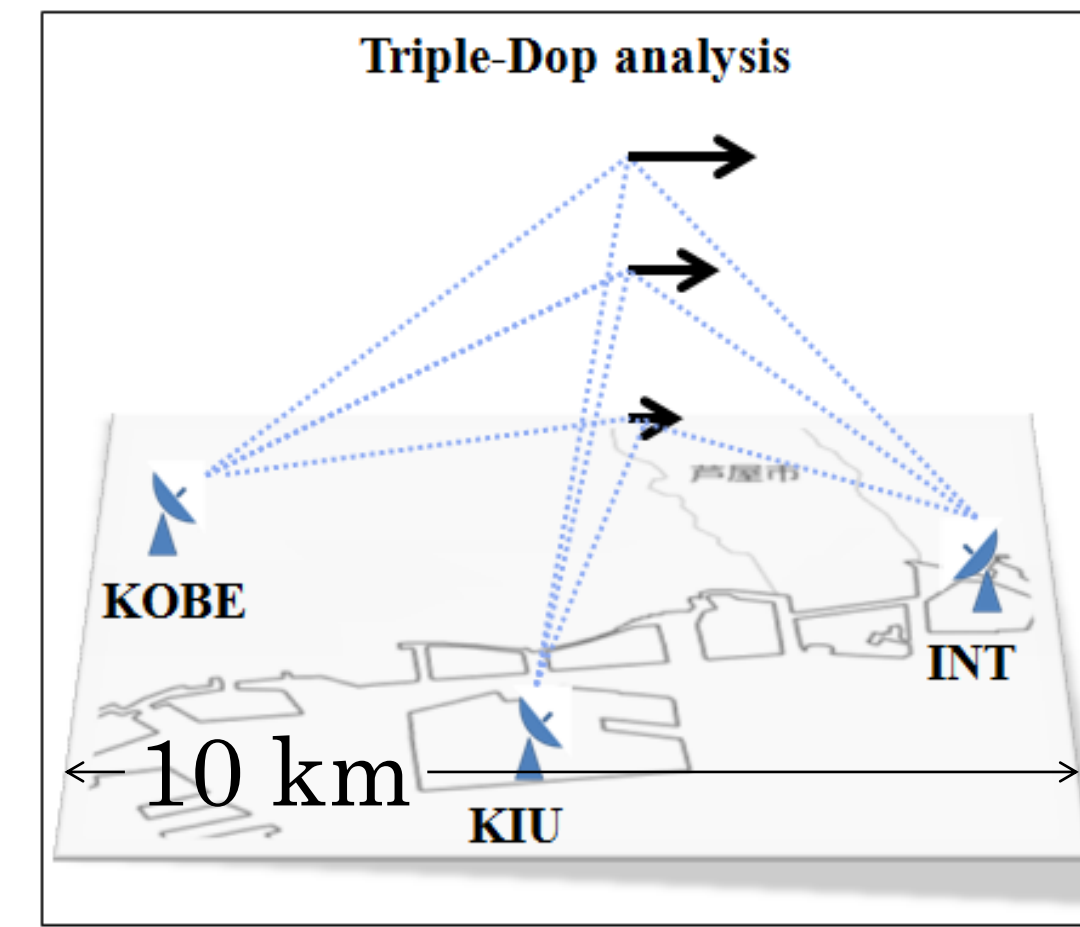 Triple-Dop analysis
芦屋市
KOBE
INT
10 km
KIU